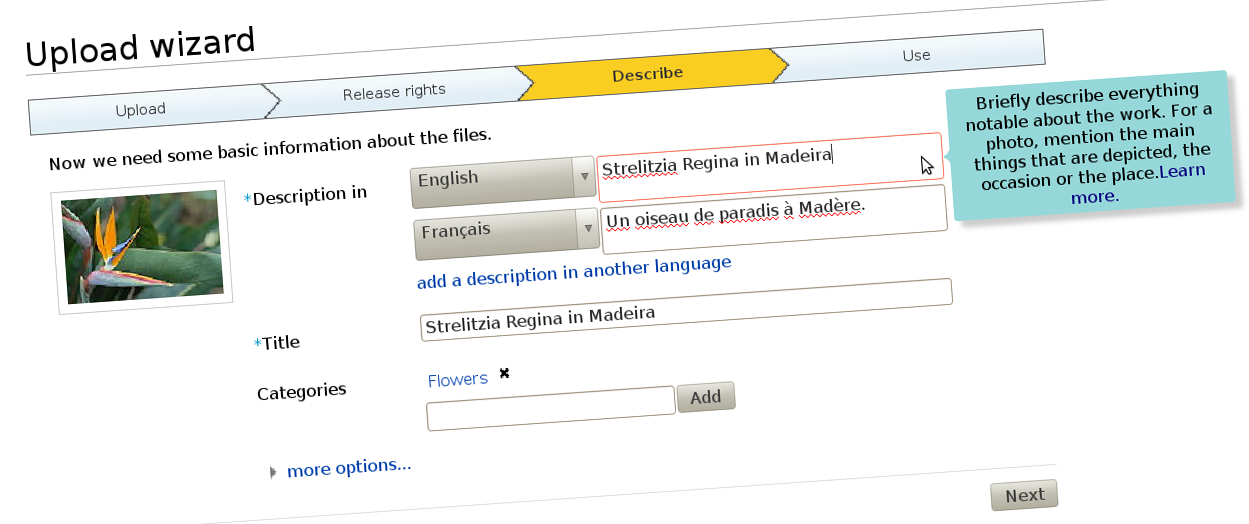 Upload wizard
Upload
Release rights
Describe
Use
Now we need some basic information about the files.
*Description in
English
Strelitzia Regina in Madeira
Français
Un oiseau de paradis à Madère.
add a description in another language
Briefly describe everything
notable about the work. For a
photo, mention the main
things that are depicted, the
occasion or the place.Learn
more.
*Title
Strelitzia Regina in Madeira
Categories
Flowers
Add
more options...
Next